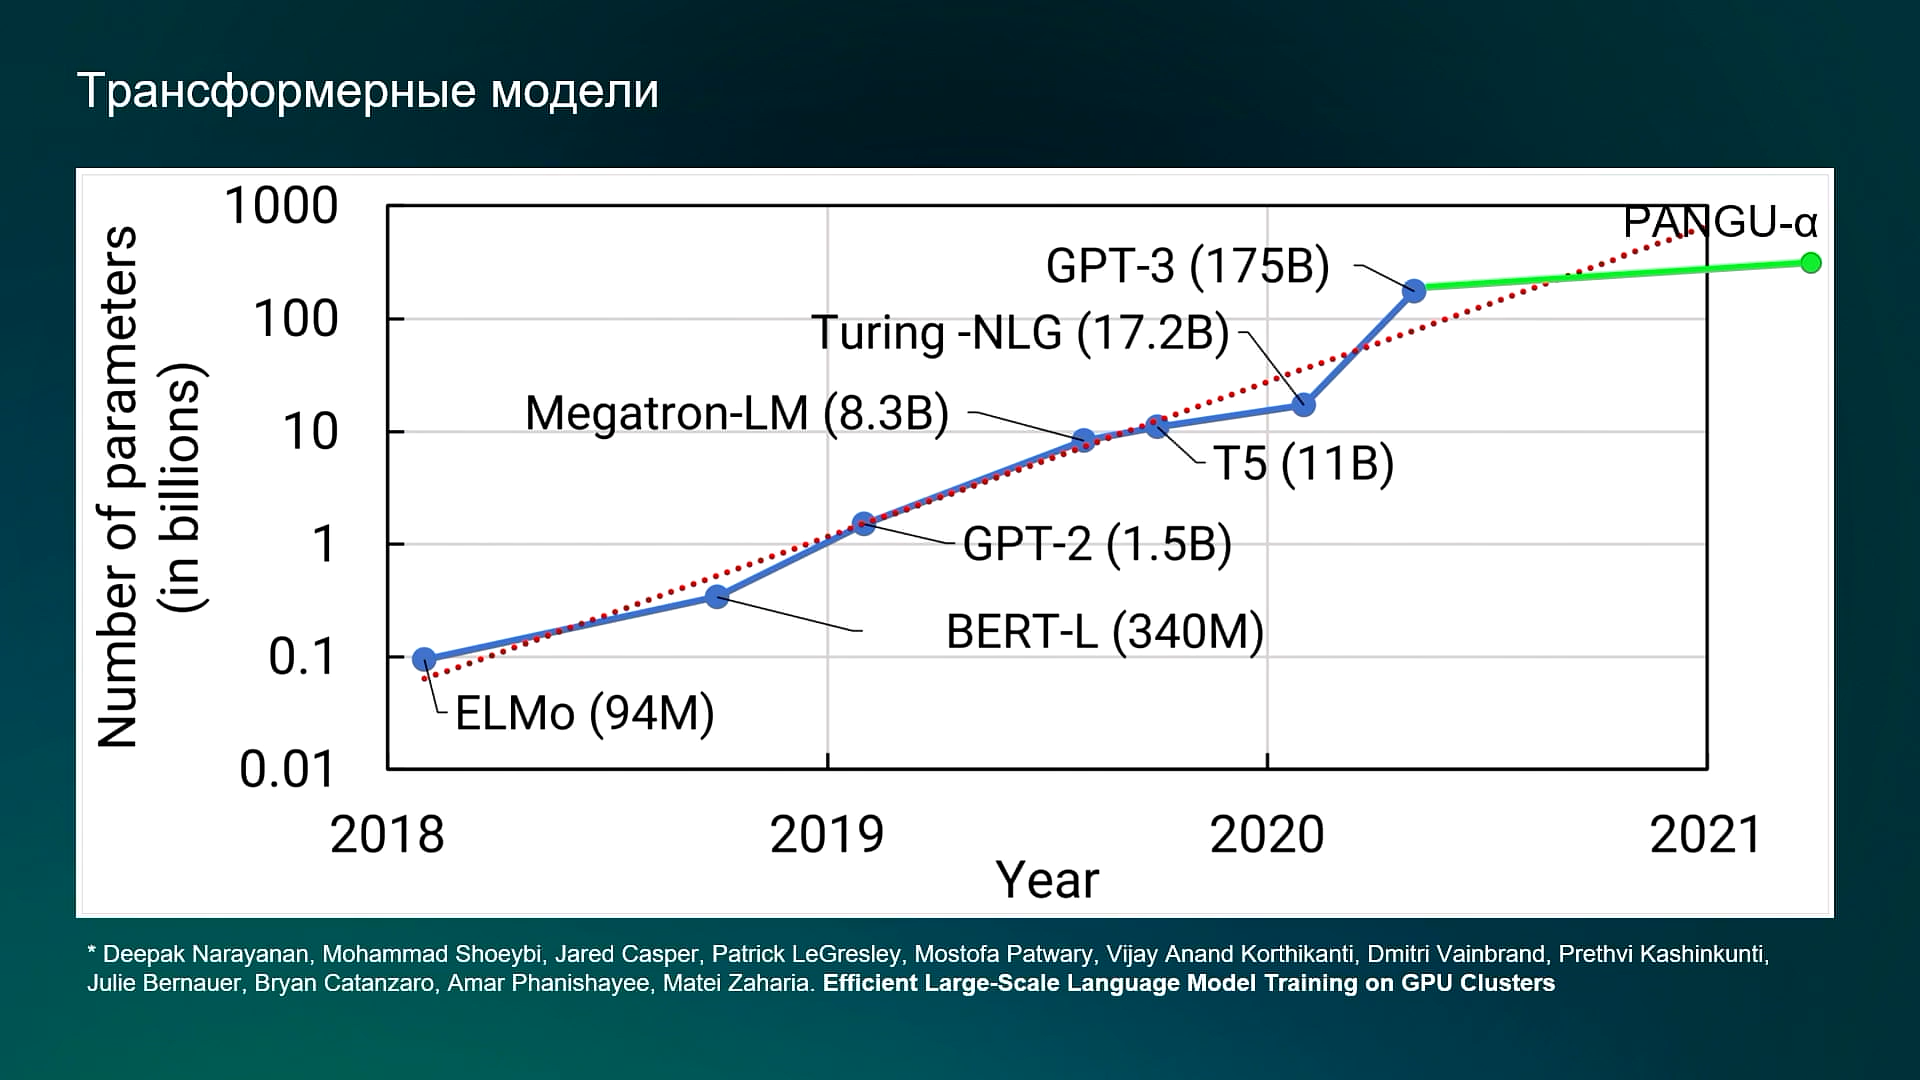 Трансформерные модели
Number of parameters
(in billions)
1000
100
10
1
0.1
0.01
PANGU-α
GPT-3 (175B)
Turing -NLG (17.2B)
Megatron-LM (8.3B)
T5 (11B)
GPT-2 (1.5B)
BERT-L (340M)
ELMo (94M)
2018 2019 2020 2021
Year
* Deepak Narayanan, Mohammad Shoeybi, Jared Casper, Patrick LeGresley, Mostofa Patwary, Vijay Anand Korthikanti, Dmitri Vainbrand, Prethvi Kashinkunti,
Julie Bernauer, Bryan Catanzaro, Amar Phanishayee, Matei Zaharia. Efficient Large-Scale Language Model Training on GPU Clusters